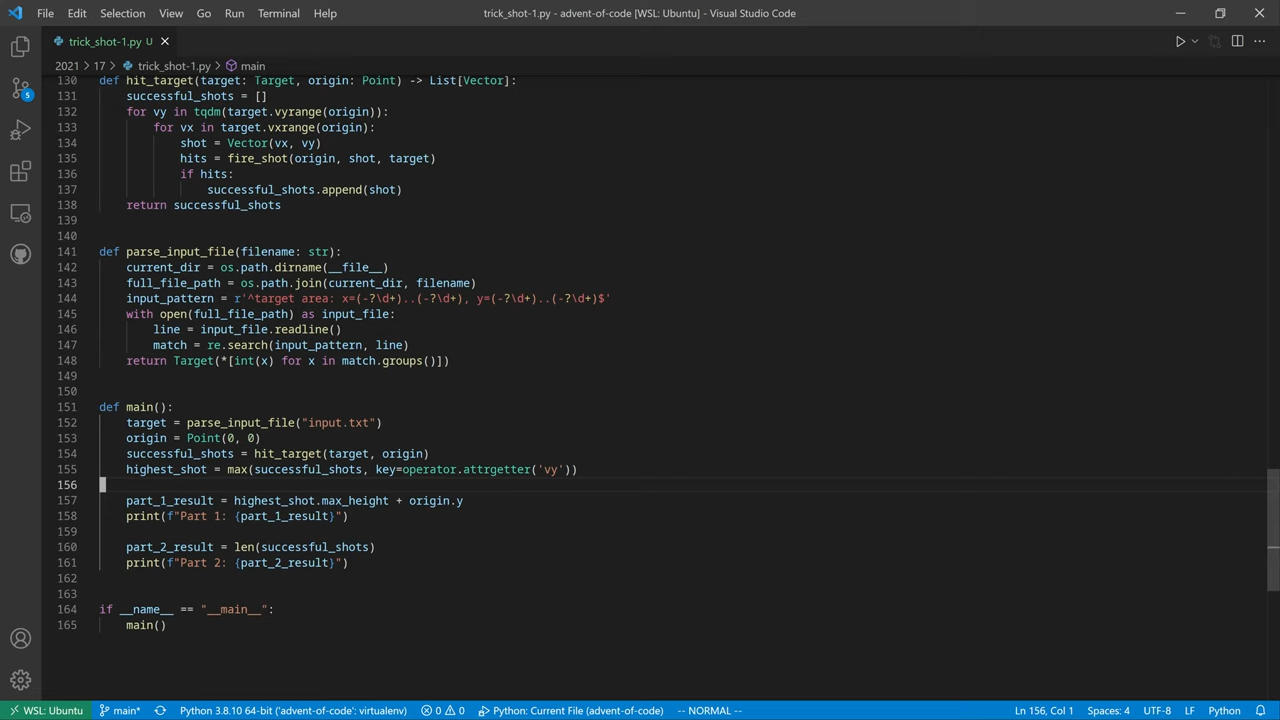 File Edit Selection View Go Run Terminal Help trick_shot-1.py - advent-of-code [WSL: Ubuntu] - Visual Studio Code
trick_shot-1.py U
2021 > 17 > trick_shot-1.py > main
130 def hit_target(target: Target, origin: Point) -> List[Vector]:
131     successful_shots = []
132     for vy in tqdm(target.vyrange(origin)):
133         for vx in target.vxrange(origin):
134             shot = Vector(vx, vy)
135             hits = fire_shot(origin, shot, target)
136             if hits:
137                 successful_shots.append(shot)
138     return successful_shots
139
140
141 def parse_input_file(filename: str):
142     current_dir = os.path.dirname(__file__)
143     full_file_path = os.path.join(current_dir, filename)
144     input_pattern = r'^target area: x=(-?\d+)..(-?\d+), y=(-?\d+)..(-?\d+)$'
145     with open(full_file_path) as input_file:
146         line = input_file.readline()
147         match = re.search(input_pattern, line)
148     return Target(*[int(x) for x in match.groups()])
149
150
151 def main():
152     target = parse_input_file("input.txt")
153     origin = Point(0, 0)
154     successful_shots = hit_target(target, origin)
155     highest_shot = max(successful_shots, key=operator.attrgetter('vy'))
156
157     part_1_result = highest_shot.max_height + origin.y
158     print(f"Part 1: {part_1_result}")
159
160     part_2_result = len(successful_shots)
161     print(f"Part 2: {part_2_result}")
162
163
164 if __name__ == "__main__":
165     main()
5
WSL: Ubuntu main* Python 3.8.10 64-bit ('advent-of-code': virtualenv) 0 0 Python: Current File (advent-of-code) -- NORMAL -- Ln 156, Col 1 Spaces: 4 UTF-8 LF Python